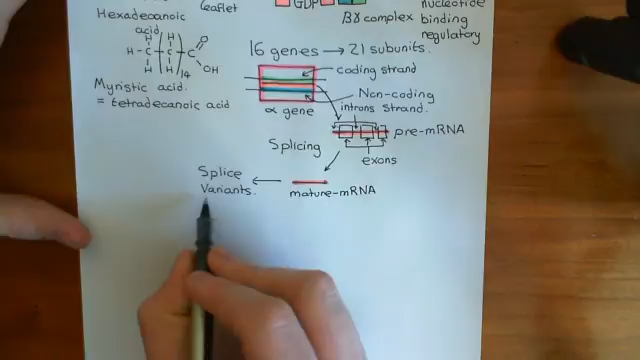 Hexadecanoic
acid
leaflet
GDP
βγ complex
nucleotide
binding
regulatory
H-C-(C)-C
H
H
H
H
14
O
OH
Myristic acid.
= tetradecanoic acid
16 genes → 21 subunits.
coding strand
Non-coding
strand.
α gene
introns
pre-mRNA
exons
Splicing
mature-mRNA
Splice
Variants.